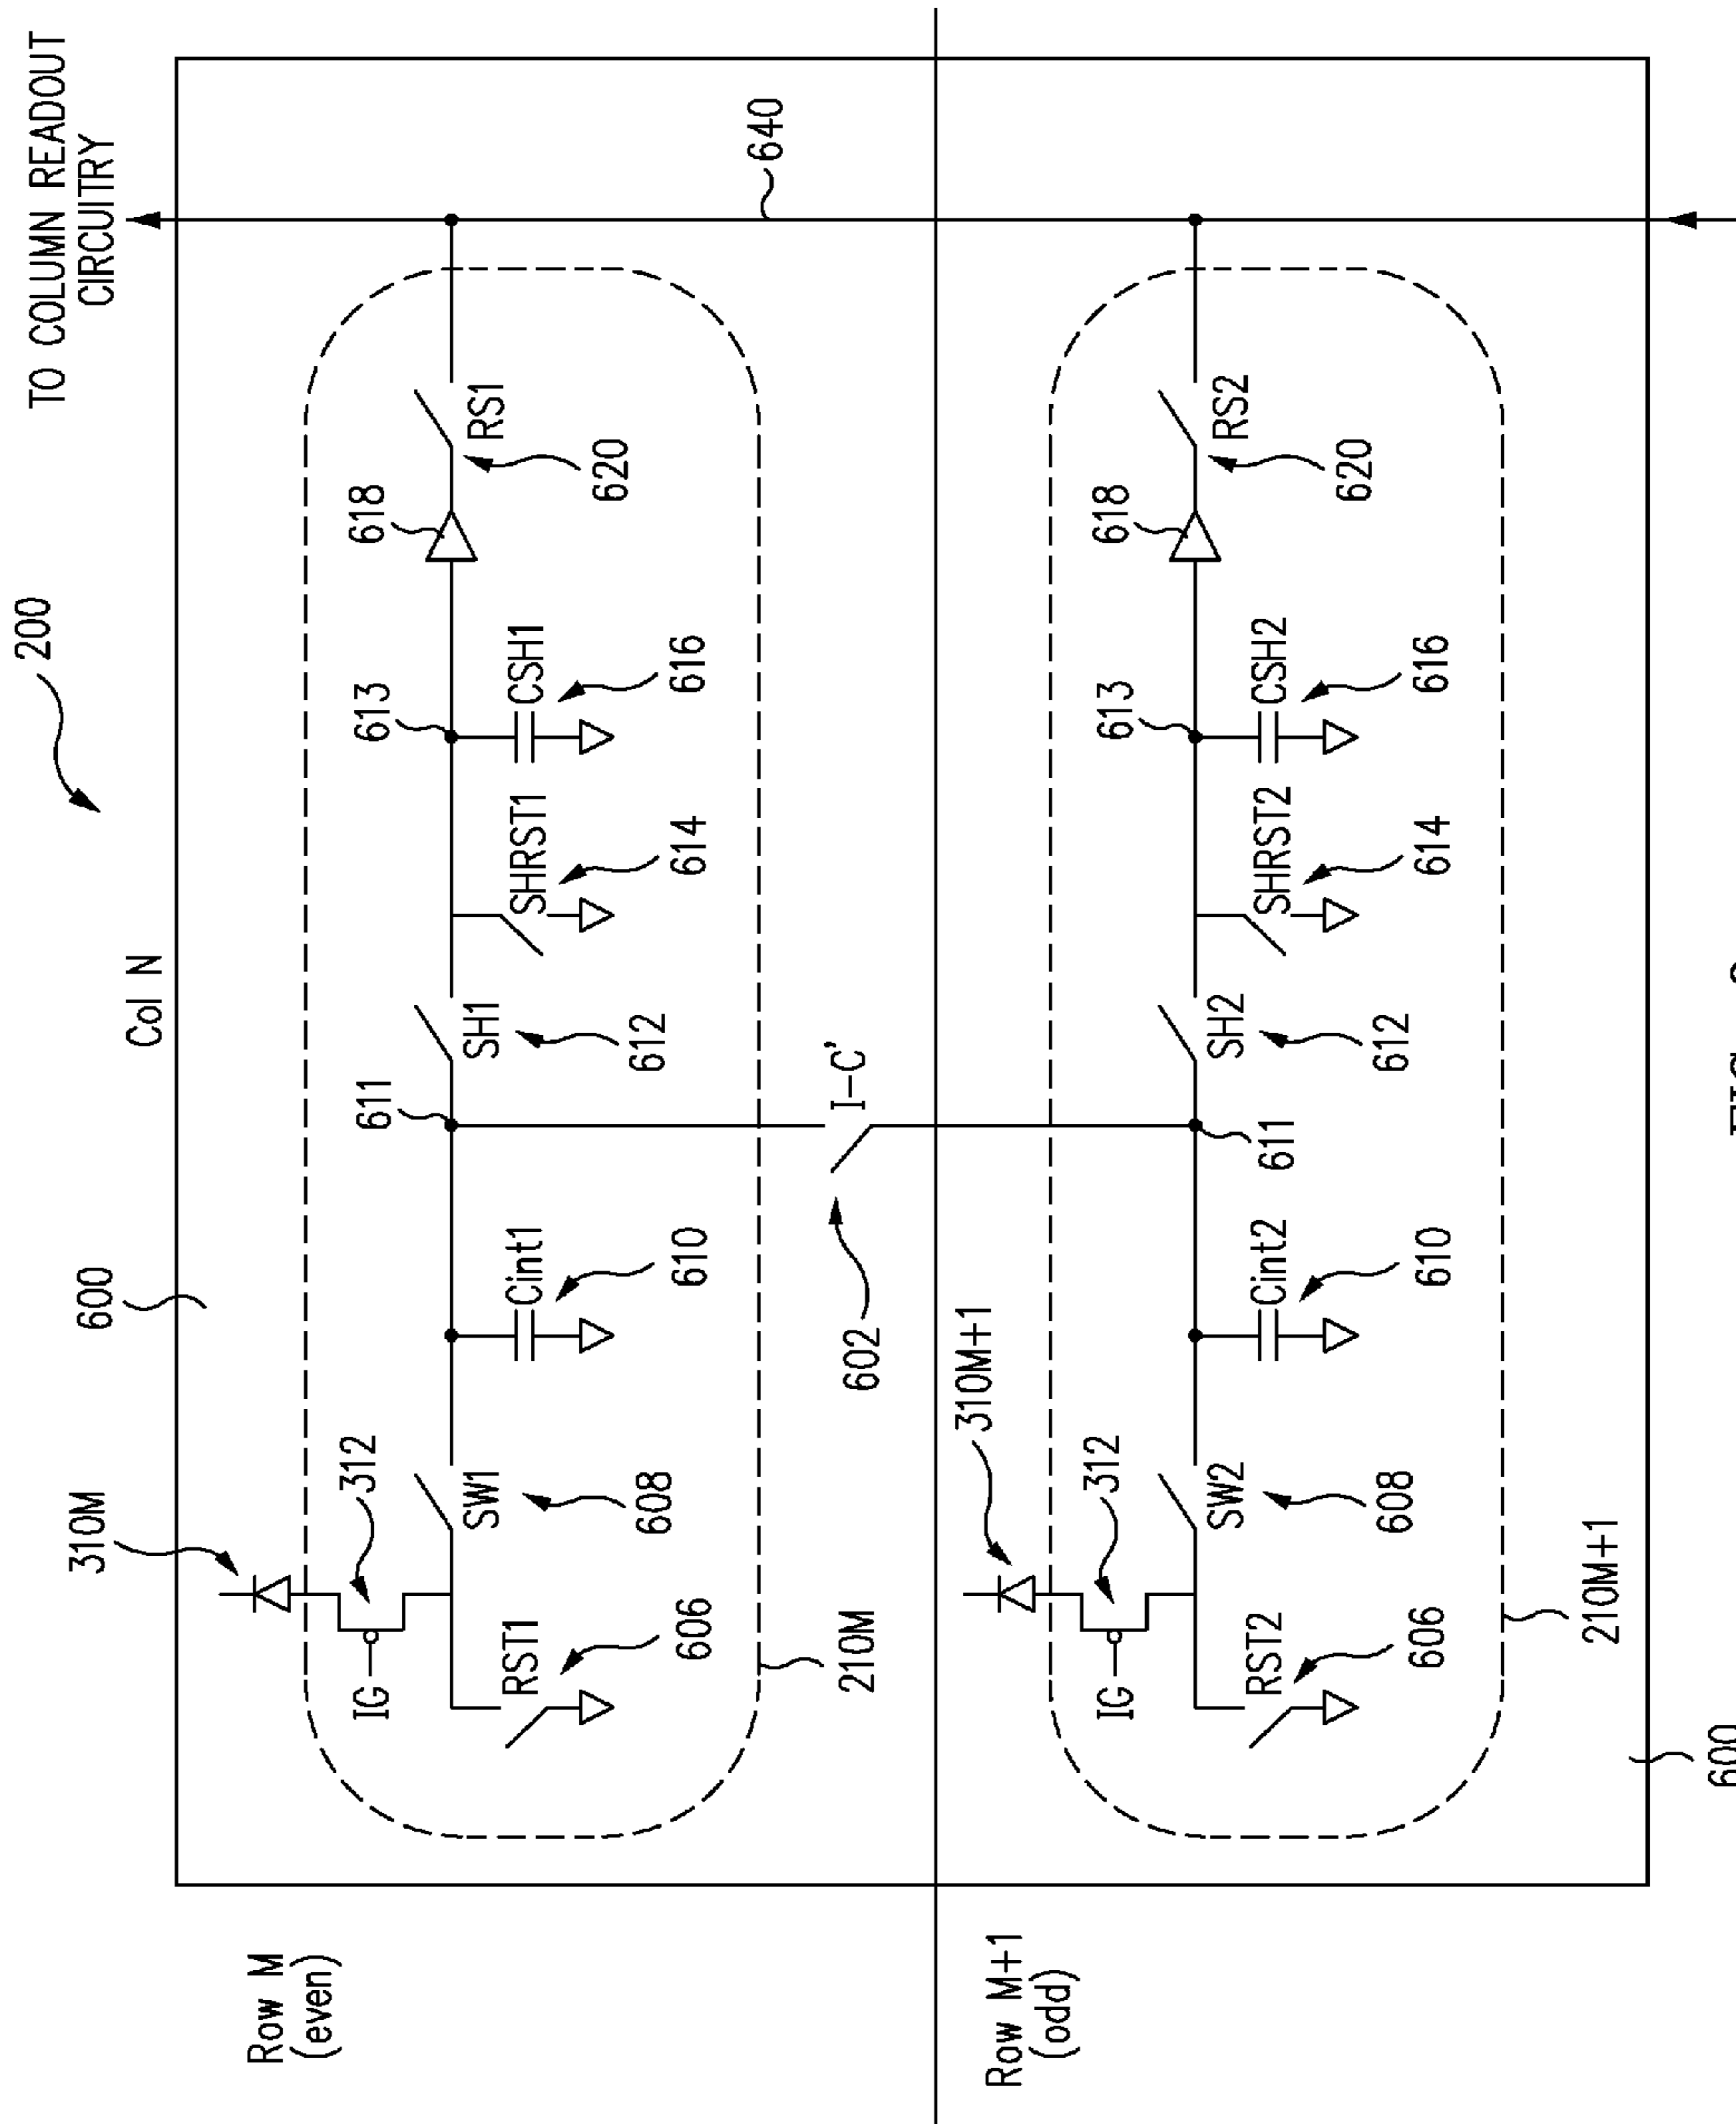 TO COLUMN READOUT
CIRCUITRY
200
Col N
600
Row M
(even)
310M
312
IG
RST1
606
SW1
608
Cint1
610
611
SH1
612
SHRST1
614
613
CSH1
616
618
RS1
620
640
210M
602
I-C'
Row M+1
(odd)
310M+1
312
IG
RST2
606
SW2
608
Cint2
610
611
SH2
612
SHRST2
614
613
CSH2
616
618
RS2
620
210M+1
600